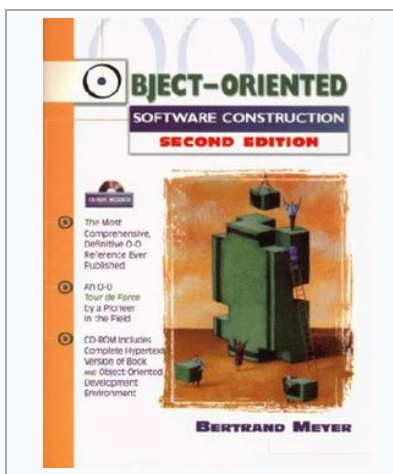 OOSC
OBJECT-ORIENTED
SOFTWARE CONSTRUCTION
SECOND EDITION
CD-ROM INCLUDED
The Most
Comprehensive,
Definitive O-O
Reference Ever
Published
An O-O
Tour de Force
by a Pioneer
in the Field
CD-ROM Includes
Complete Hypertext
Version of Book
AND Object-Oriented
Development
Environment
BERTRAND MEYER